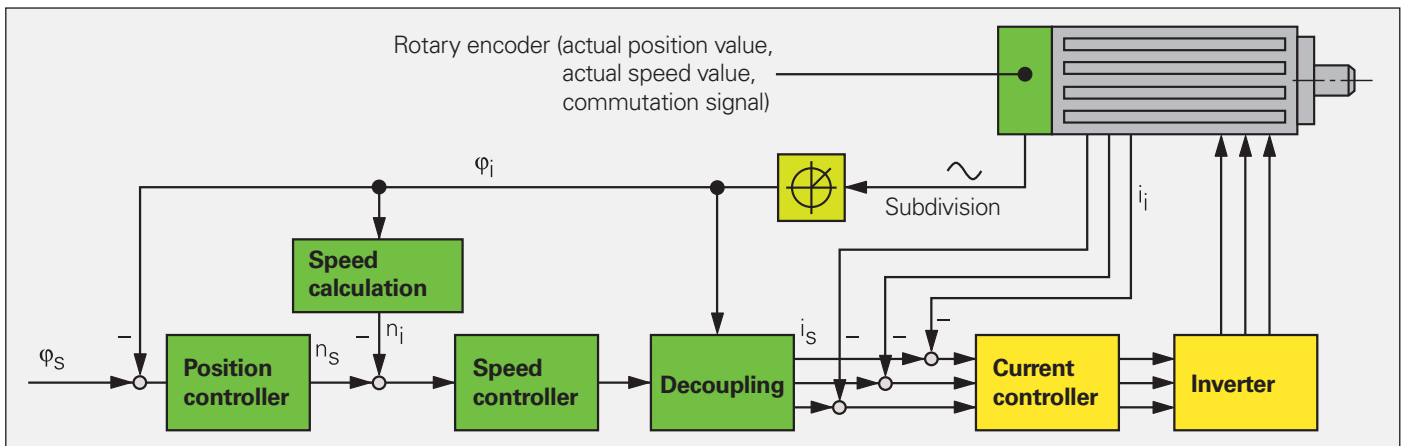 Rotary encoder (actual position value,
actual speed value,
commutation signal)
φi
Subdivision
ii
Speed
calculation
–
–
ni
is
–
–
–
φS
Position
controller
nS
Speed
controller
Decoupling
Current
controller
Inverter